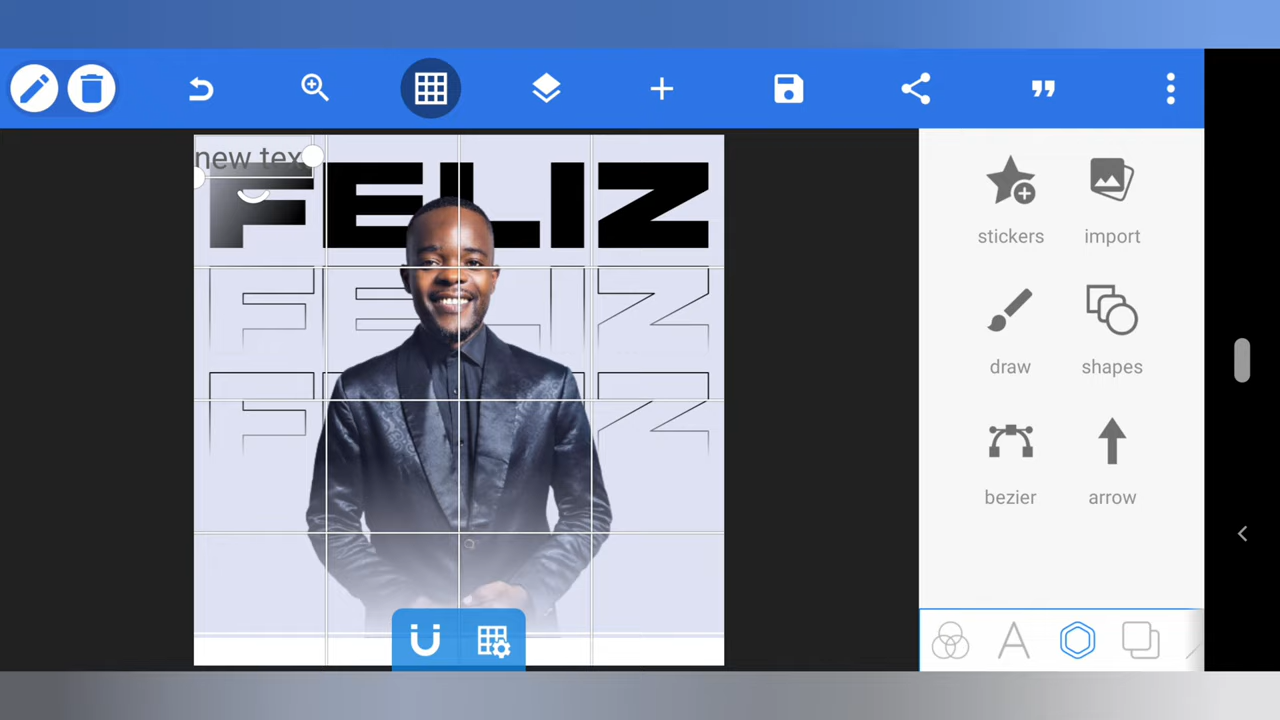 new tex
FELIZ
FELIZ
FELIZ
stickers import
draw shapes
bezier arrow